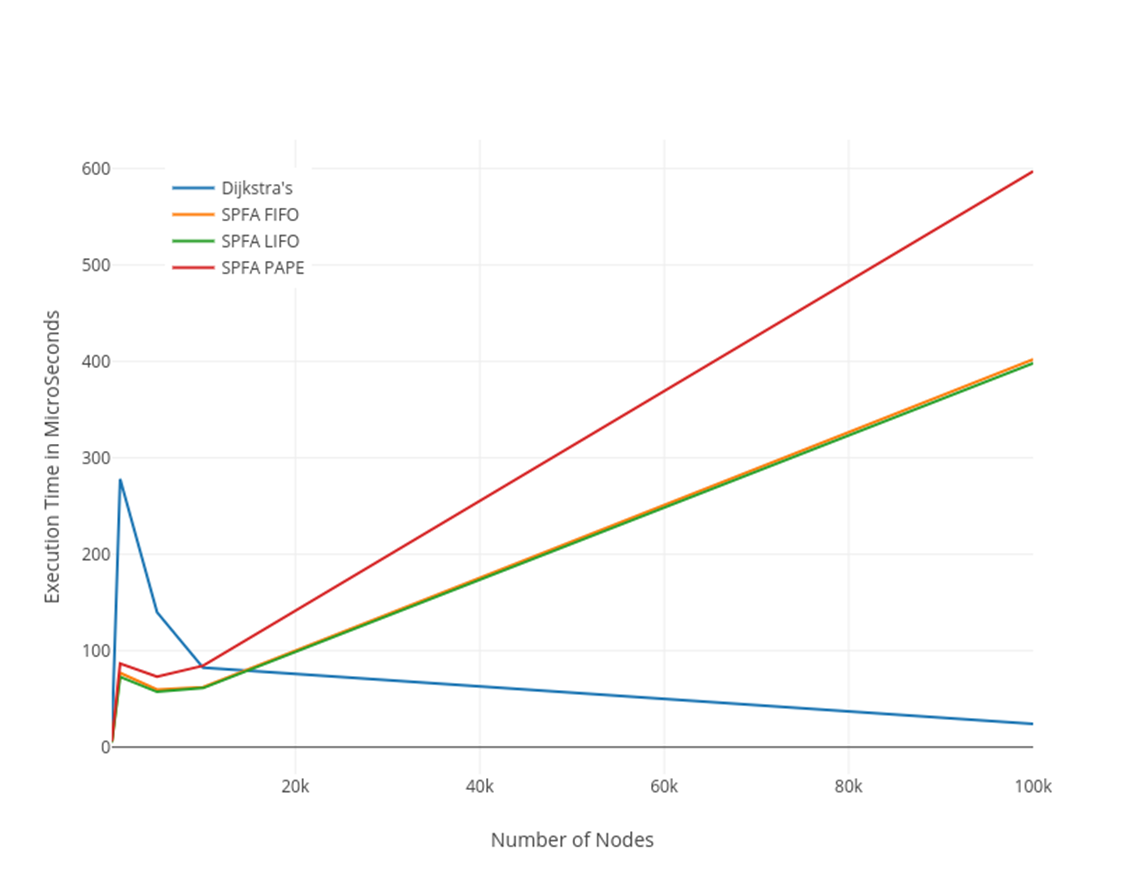 600
500
400
300
200
100
0
Execution Time in MicroSeconds
Dijkstra's
SPFA FIFO
SPFA LIFO
SPFA PAPE
20k
40k
60k
80k
100k
Number of Nodes